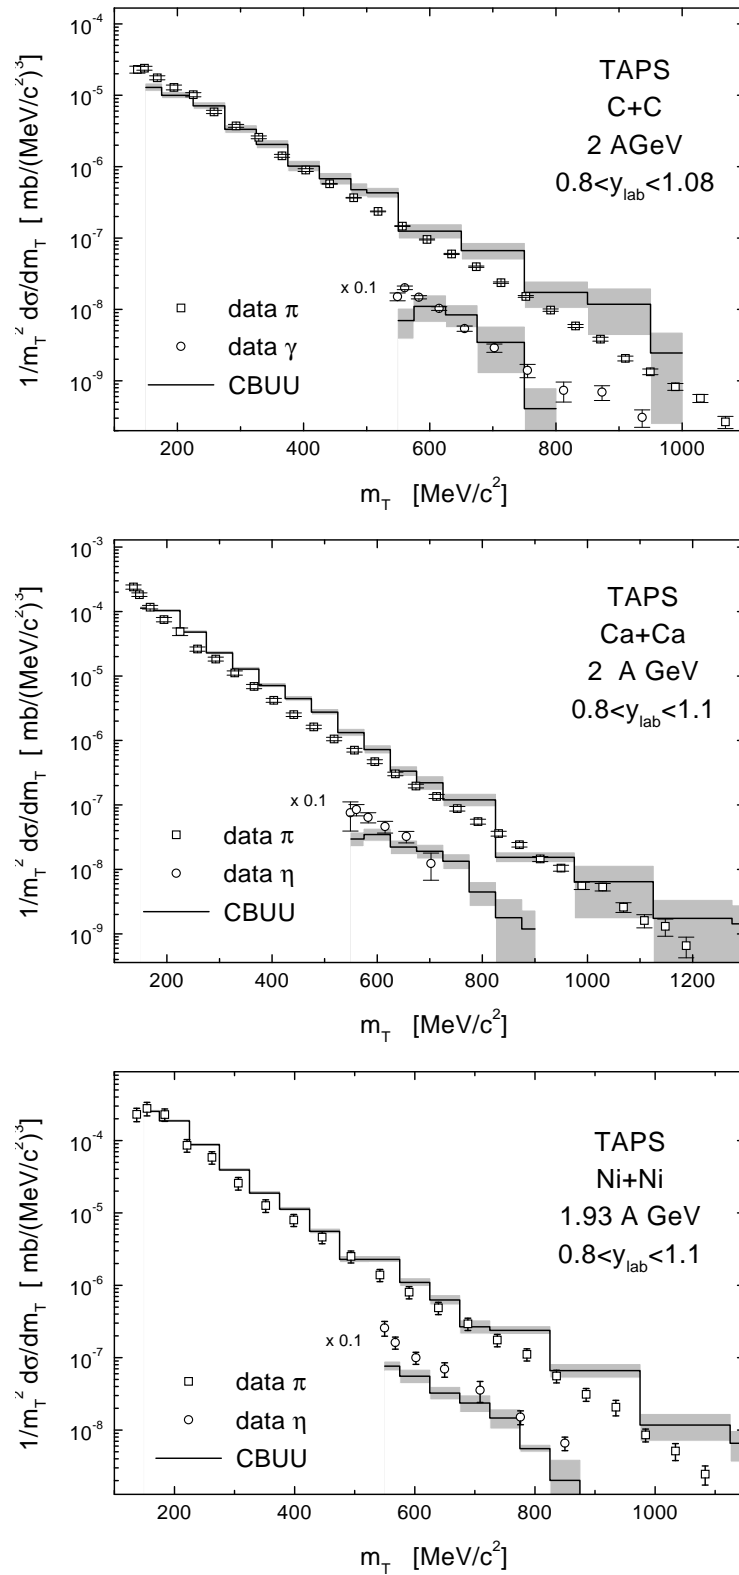 10⁻⁴
10⁻⁵
10⁻⁶
10⁻⁷
10⁻⁸
10⁻⁹
1/m_T² dσ/dm_T [ mb/(MeV/c²)³]
TAPS
C+C
2 AGeV
0.8<y_lab<1.08
x 0.1
data π
data γ
CBUU
200 400 600 800 1000
m_T [MeV/c²]
10⁻³
10⁻⁴
10⁻⁵
10⁻⁶
10⁻⁷
10⁻⁸
10⁻⁹
1/m_T² dσ/dm_T [ mb/(MeV/c²)³]
TAPS
Ca+Ca
2 A GeV
0.8<y_lab<1.1
x 0.1
data π
data η
CBUU
200 400 600 800 1000 1200
m_T [MeV/c²]
10⁻⁴
10⁻⁵
10⁻⁶
10⁻⁷
10⁻⁸
1/m_T² dσ/dm_T [ mb/(MeV/c²)³]
TAPS
Ni+Ni
1.93 A GeV
0.8<y_lab<1.1
x 0.1
data π
data η
CBUU
200 400 600 800 1000
m_T [MeV/c²]